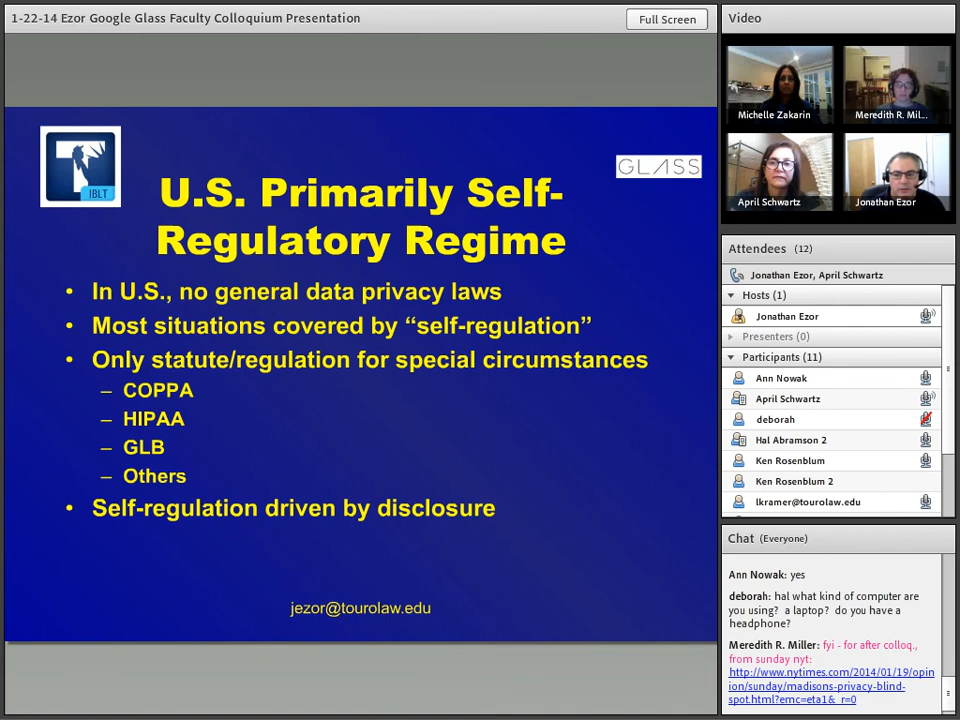 1-22-14 Ezor Google Glass Faculty Colloquium Presentation
Full Screen
IBLT
GLASS
U.S. Primarily Self-
Regulatory Regime
• In U.S., no general data privacy laws
• Most situations covered by “self-regulation”
• Only statute/regulation for special circumstances
– COPPA
– HIPAA
– GLB
– Others
• Self-regulation driven by disclosure
jezor@tourolaw.edu
Video
Michelle Zakarin
Meredith R. Mil...
April Schwartz
Jonathan Ezor
Attendees (12)
Jonathan Ezor, April Schwartz
Hosts (1)
Jonathan Ezor
Presenters (0)
Participants (11)
Ann Nowak
April Schwartz
deborah
Hal Abramson 2
Ken Rosenblum
Ken Rosenblum 2
lkramer@tourolaw.edu
Chat (Everyone)
Ann Nowak: yes
deborah: hal what kind of computer are
you using? a laptop? do you have a
headphone?
Meredith R. Miller: fyi - for after colloq.,
from sunday nyt:
http://www.nytimes.com/2014/01/19/opin
ion/sunday/madisons-privacy-blind-
spot.html?emc=eta1&_r=0